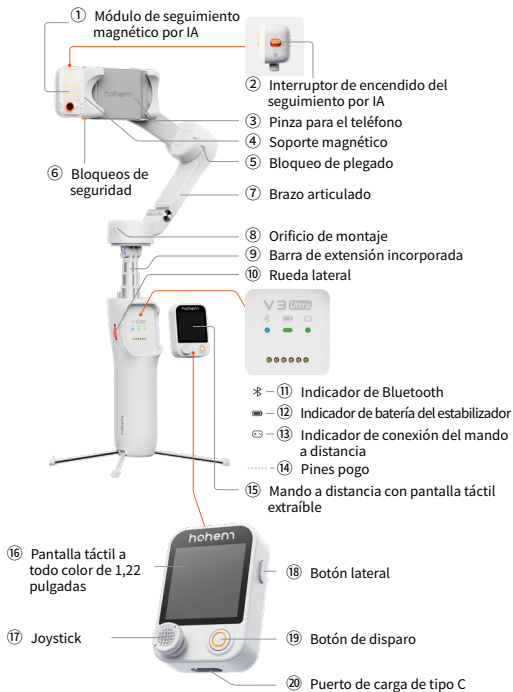 ① Módulo de seguimiento
magnético por IA
② Interruptor de encendido del
seguimiento por IA
hohem
③ Pinza para el teléfono
④ Soporte magnético
⑤ Bloqueo de plegado
⑥ Bloqueos de
seguridad
⑦ Brazo articulado
⑧ Orificio de montaje
⑨ Barra de extensión incorporada
⑩ Rueda lateral
V3 Ultra
hohem
V3 Ultra
hohem
⑪ Indicador de Bluetooth
⑫ Indicador de batería del estabilizador
⑬ Indicador de conexión del mando
a distancia
⑭ Pines pogo
⑮ Mando a distancia con pantalla táctil
extraíble
hohem
⑯ Pantalla táctil a
todo color de 1,22
pulgadas
⑱ Botón lateral
⑰ Joystick
⑲ Botón de disparo
⑳ Puerto de carga de tipo C